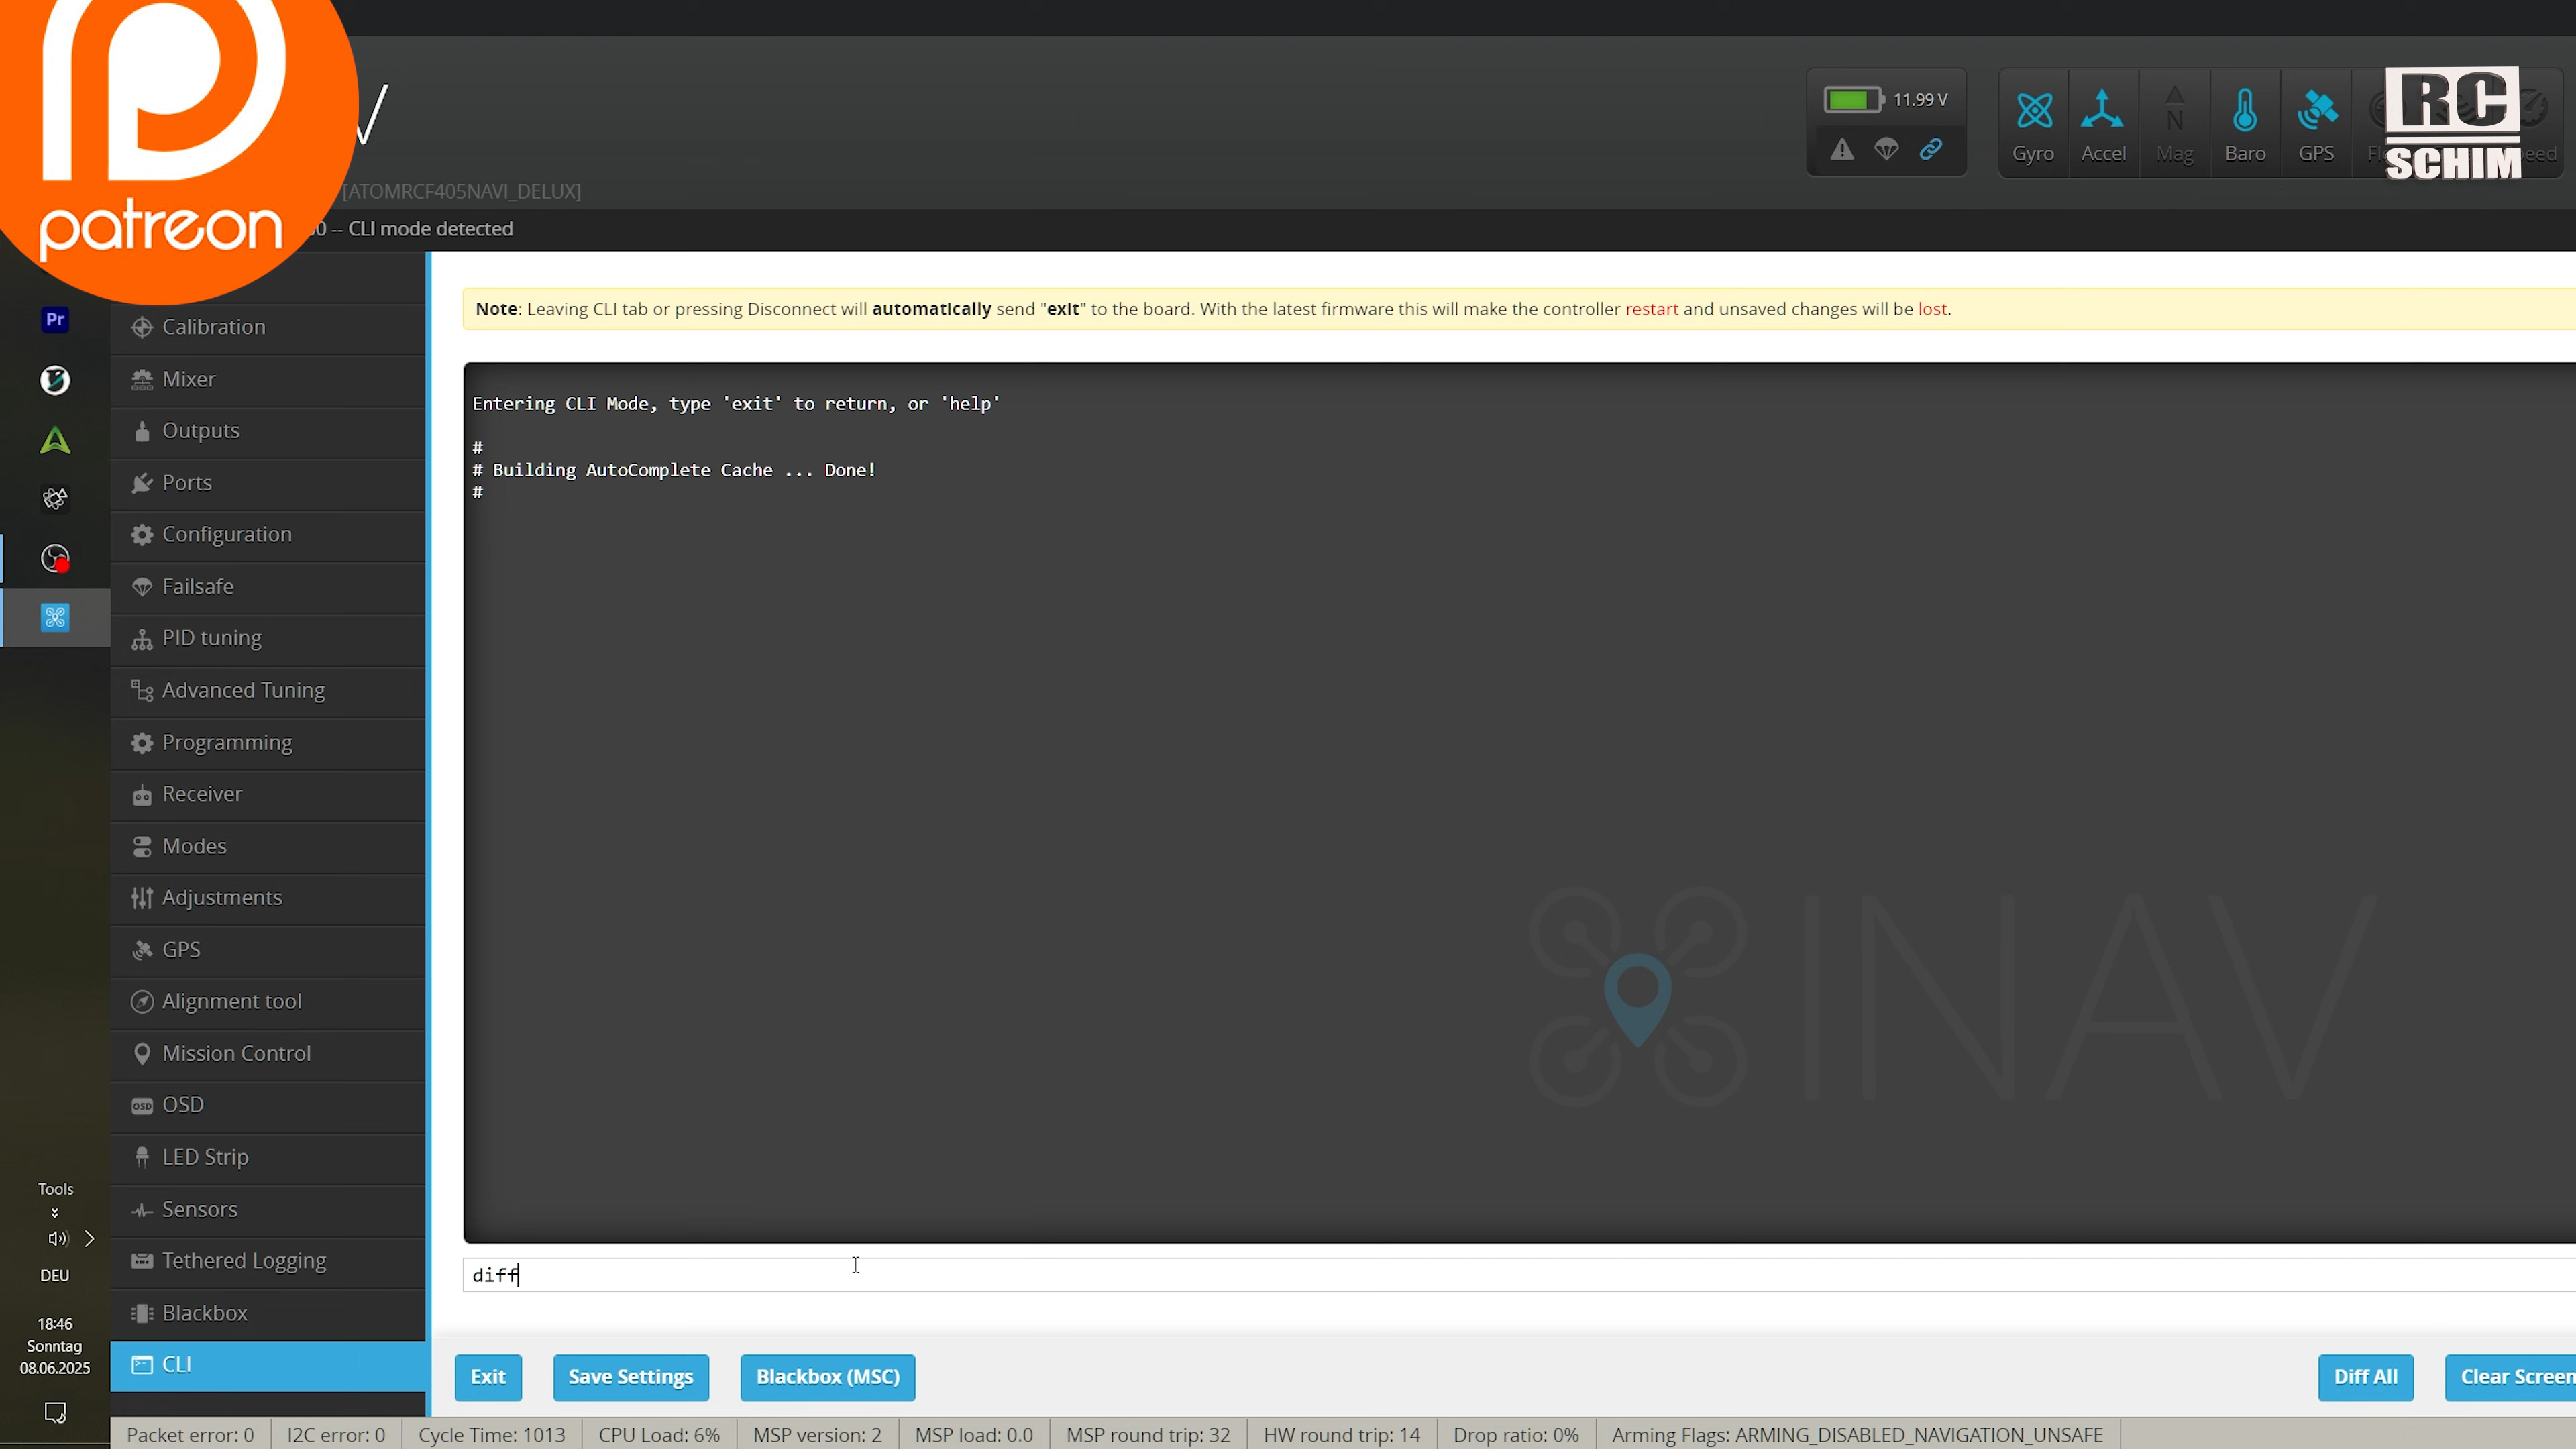 patreon
V
11.99 V
Gyro
Accel
N
Mag
Baro
GPS
RC
SCHIM
[ATOMRCF405NAVI_DELUX]
0 -- CLI mode detected
Note: Leaving CLI tab or pressing Disconnect will automatically send "exit" to the board. With the latest firmware this will make the controller restart and unsaved changes will be lost.
Pr
Calibration
Mixer
Outputs
Ports
Configuration
Failsafe
PID tuning
Advanced Tuning
Programming
Receiver
Modes
Adjustments
GPS
Alignment tool
Mission Control
OSD
OSD
LED Strip
Sensors
Tethered Logging
Blackbox
CLI
Entering CLI Mode, type 'exit' to return, or 'help'
#
# Building AutoComplete Cache ... Done!
#
INAV
diff
Tools
DEU
18:46
Sonntag
08.06.2025
Exit
Save Settings
Blackbox (MSC)
Diff All
Clear Screen
Packet error: 0
I2C error: 0
Cycle Time: 1013
CPU Load: 6%
MSP version: 2
MSP load: 0.0
MSP round trip: 32
HW round trip: 14
Drop ratio: 0%
Arming Flags: ARMING_DISABLED_NAVIGATION_UNSAFE